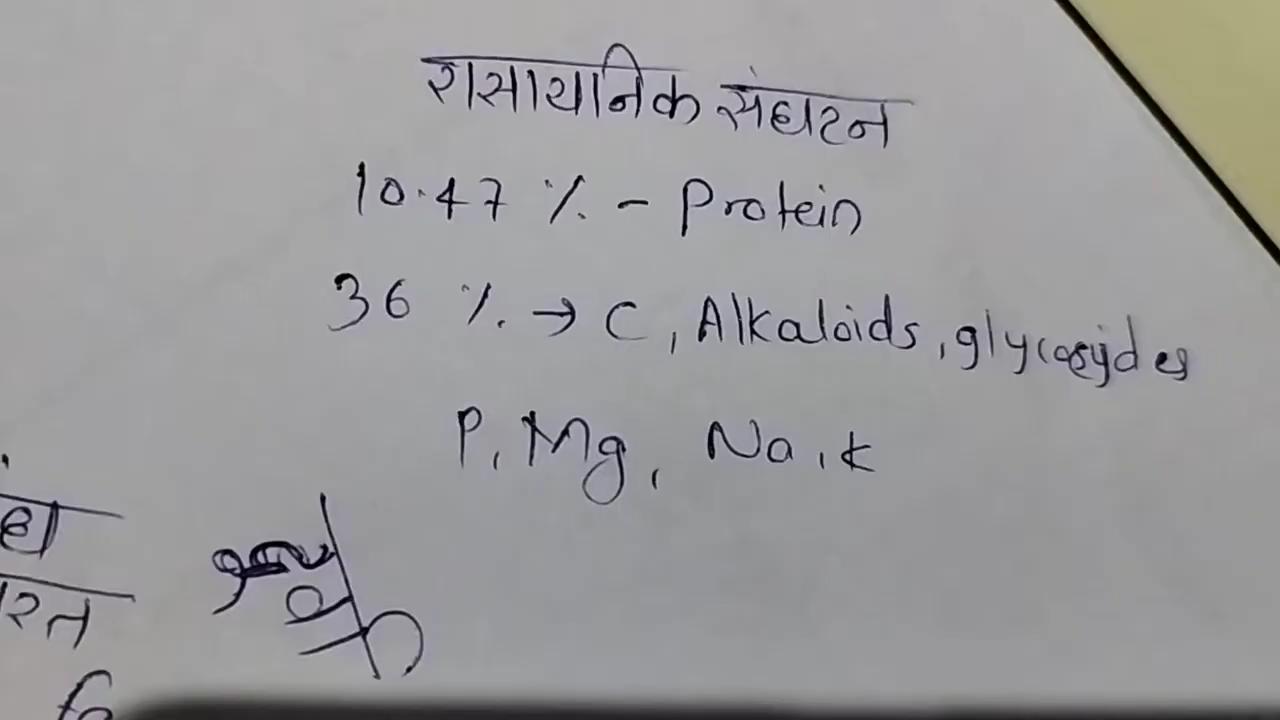 रासायनिक संघटन
10.47 % - Protein
36 % → C, Alkaloids, glycosydes
P, Mg, Na, K